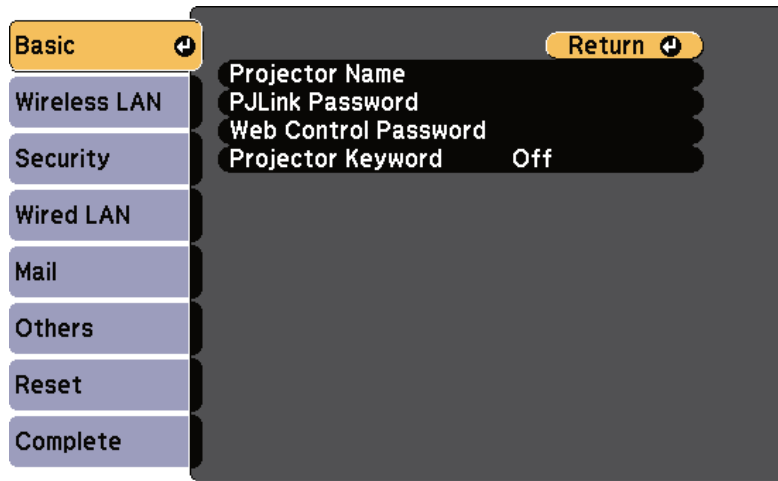 Basic
Wireless LAN
Security
Wired LAN
Mail
Others
Reset
Complete
Return
Projector Name
PJLink Password
Web Control Password
Projector Keyword Off